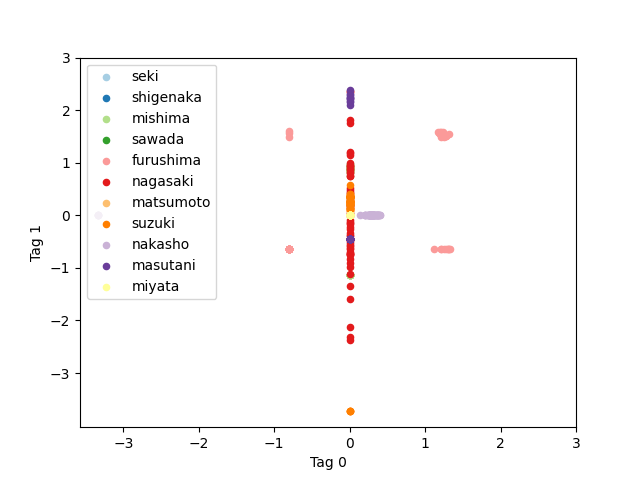 3
2
1
0
−1
−2
−3
Tag 1
seki
shigenaka
mishima
sawada
furushima
nagasaki
matsumoto
suzuki
nakasho
masutani
miyata
−3 −2 −1 0 1 2 3
Tag 0